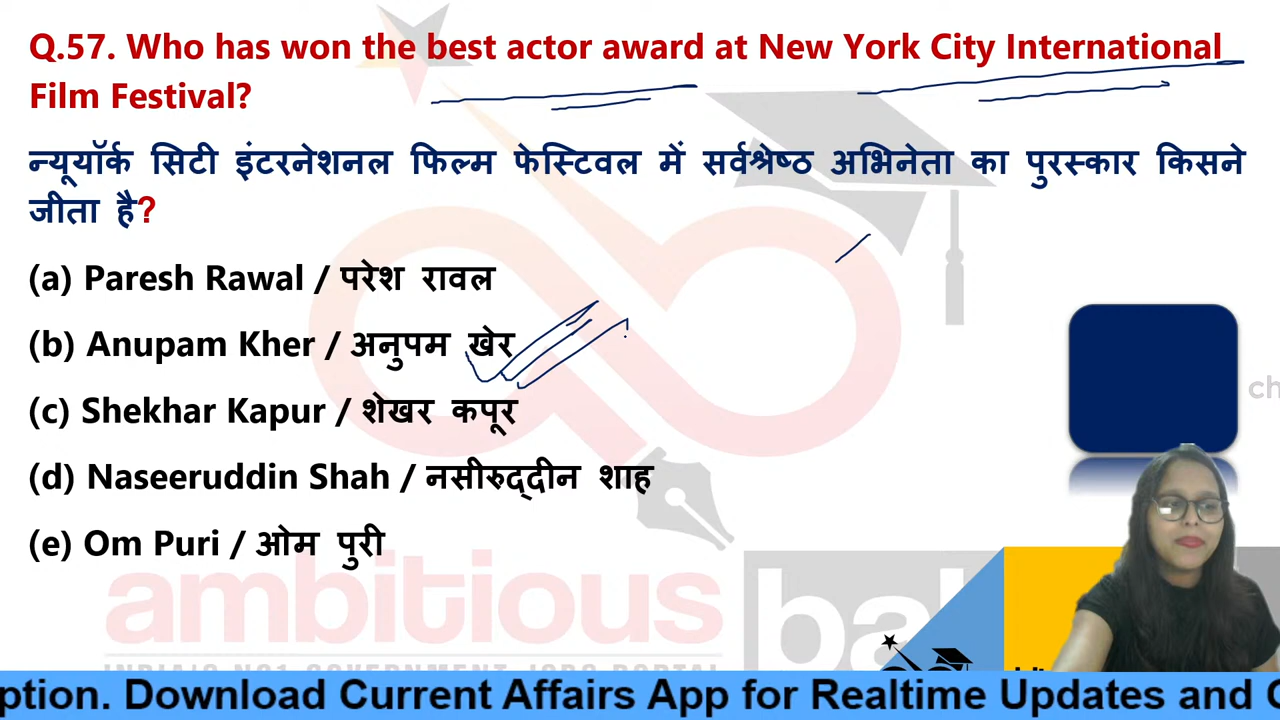 Q.57. Who has won the best actor award at New York City International
Film Festival?
न्यूयॉर्क सिटी इंटरनेशनल फिल्म फेस्टिवल में सर्वश्रेष्ठ अभिनेता का पुरस्कार किसने
जीता है?
(a) Paresh Rawal / परेश रावल
(b) Anupam Kher / अनुपम खेर
(c) Shekhar Kapur / शेखर कपूर
(d) Naseeruddin Shah / नसीरुद्दीन शाह
(e) Om Puri / ओम पुरी
ambitious
ption. Download Current Affairs App for Realtime Updates and